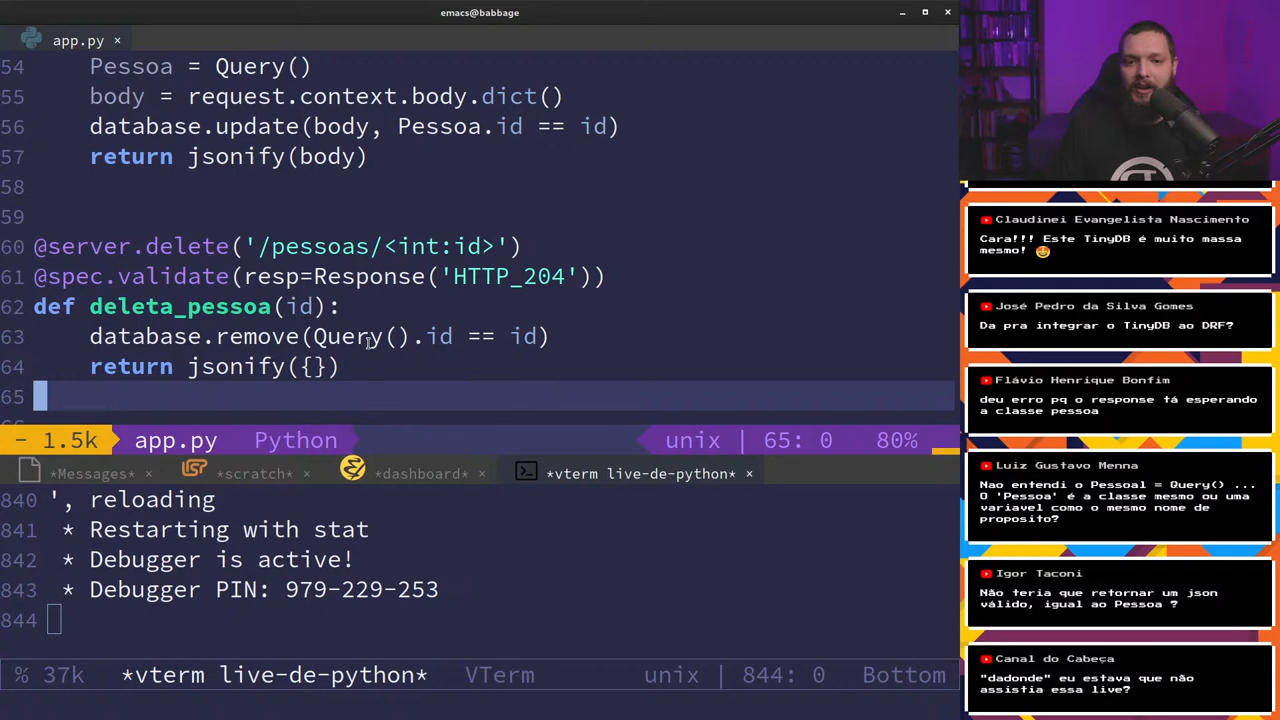 emacs@babbage
app.py ×
54 Pessoa = Query()
55 body = request.context.body.dict()
56 database.update(body, Pessoa.id == id)
57 return jsonify(body)
58
59
60 @server.delete('/pessoas/<int:id>')
61 @spec.validate(resp=Response('HTTP_204'))
62 def deleta_pessoa(id):
63 database.remove(Query().id == id)
64 return jsonify({})
65
- 1.5k app.py Python unix | 65: 0 80%
*Messages* × *scratch* × *dashboard* × *vterm live-de-python* ×
840 ', reloading
841 * Restarting with stat
842 * Debugger is active!
843 * Debugger PIN: 979-229-253
844
% 37k *vterm live-de-python* VTerm unix | 844: 0 Bottom
Claudinei Evangelista Nascimento
Cara!!! Este TinyDB é muito massa
mesmo! 🤩
José Pedro da Silva Gomes
Da pra integrar o TinyDB ao DRF?
Flávio Henrique Bonfim
deu erro pq o response tá esperando
a classe pessoa
Luiz Gustavo Menna
Nao entendi o Pessoal = Query() ...
O 'Pessoa' é a classe mesmo ou uma
variavel como o mesmo nome de
proposito?
Igor Taconi
Não teria que retornar um json
válido, igual ao Pessoa ?
Canal do Cabeça
"dadonde" eu estava que não
assistia essa live?